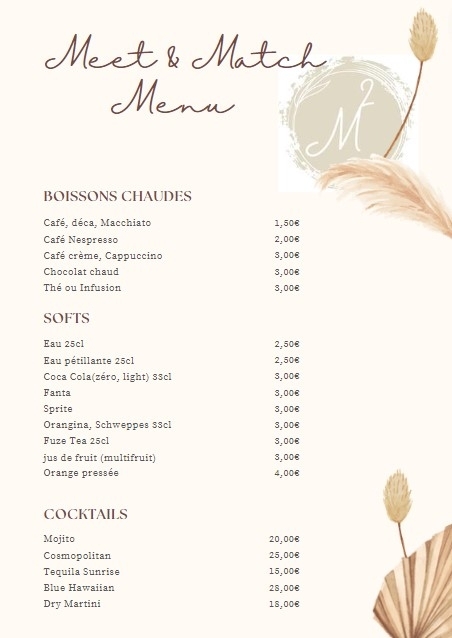 Meet & Match
Menu
M2
BOISSONS CHAUDES
Café, déca, Macchiato 1,50€
Café Nespresso 2,00€
Café crème, Cappuccino 3,00€
Chocolat chaud 3,00€
Thé ou Infusion 3,00€
SOFTS
Eau 25cl 2,50€
Eau pétillante 25cl 2,50€
Coca Cola(zéro, light) 33cl 3,00€
Fanta 3,00€
Sprite 3,00€
Orangina, Schweppes 33cl 3,00€
Fuze Tea 25cl 3,00€
jus de fruit (multifruit) 3,00€
Orange pressée 4,00€
COCKTAILS
Mojito 20,00€
Cosmopolitan 25,00€
Tequila Sunrise 15,00€
Blue Hawaiian 28,00€
Dry Martini 18,00€